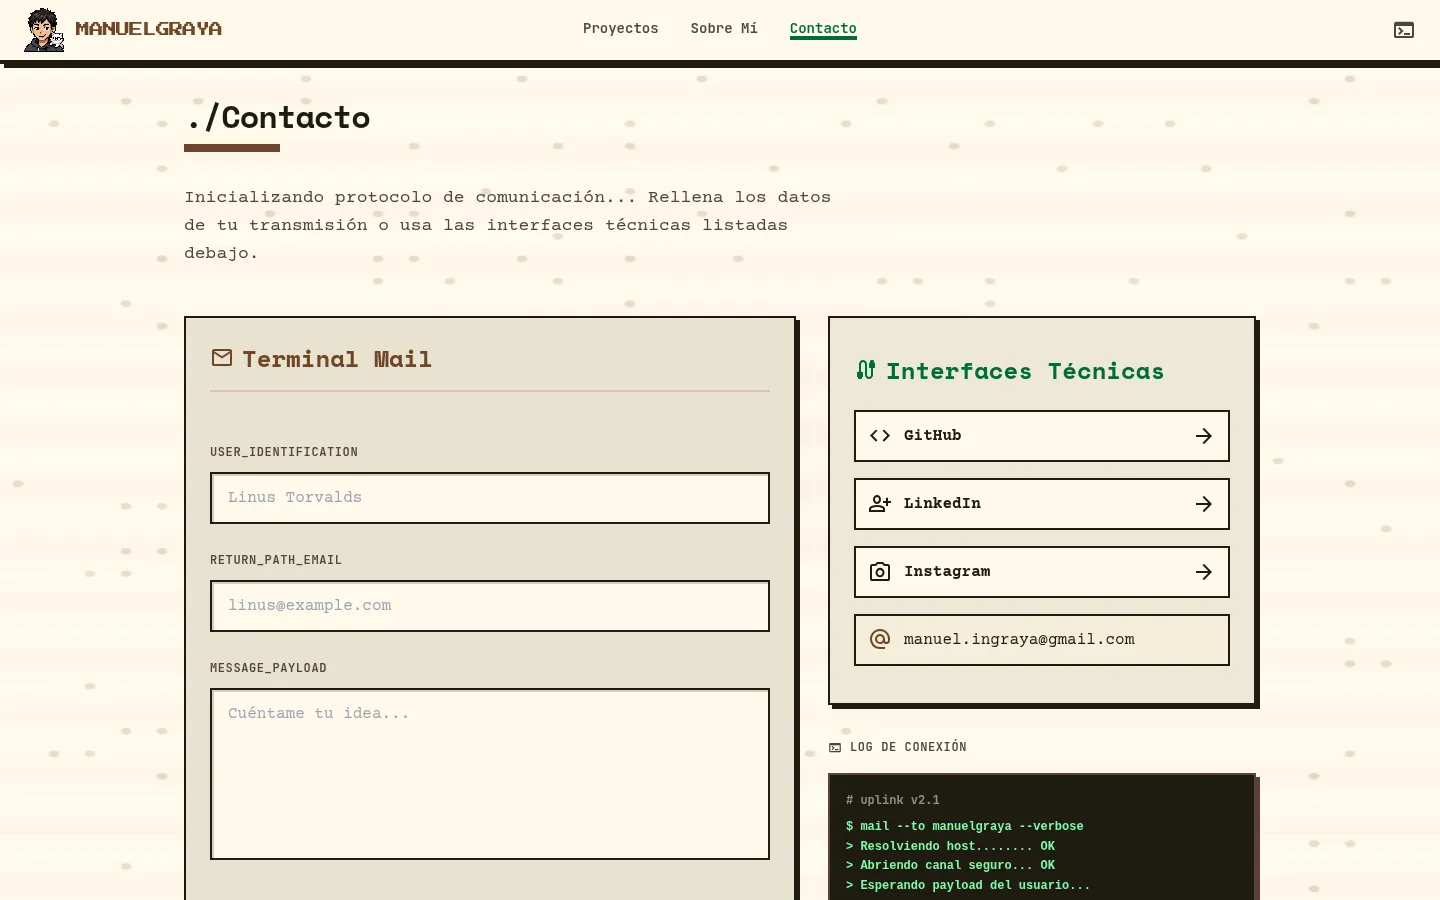 MANUELGRAYA
Proyectos
Sobre Mí
Contacto
./Contacto
Inicializando protocolo de comunicación... Rellena los datos
de tu transmisión o usa las interfaces técnicas listadas
debajo.
Terminal Mail
USER_IDENTIFICATION
Linus Torvalds
RETURN_PATH_EMAIL
linus@example.com
MESSAGE_PAYLOAD
Cuéntame tu idea...
Interfaces Técnicas
GitHub
LinkedIn
Instagram
manuel.ingraya@gmail.com
LOG DE CONEXIÓN
# uplink v2.1
$ mail --to manuelgraya --verbose
> Resolviendo host........ OK
> Abriendo canal seguro... OK
> Esperando payload del usuario...